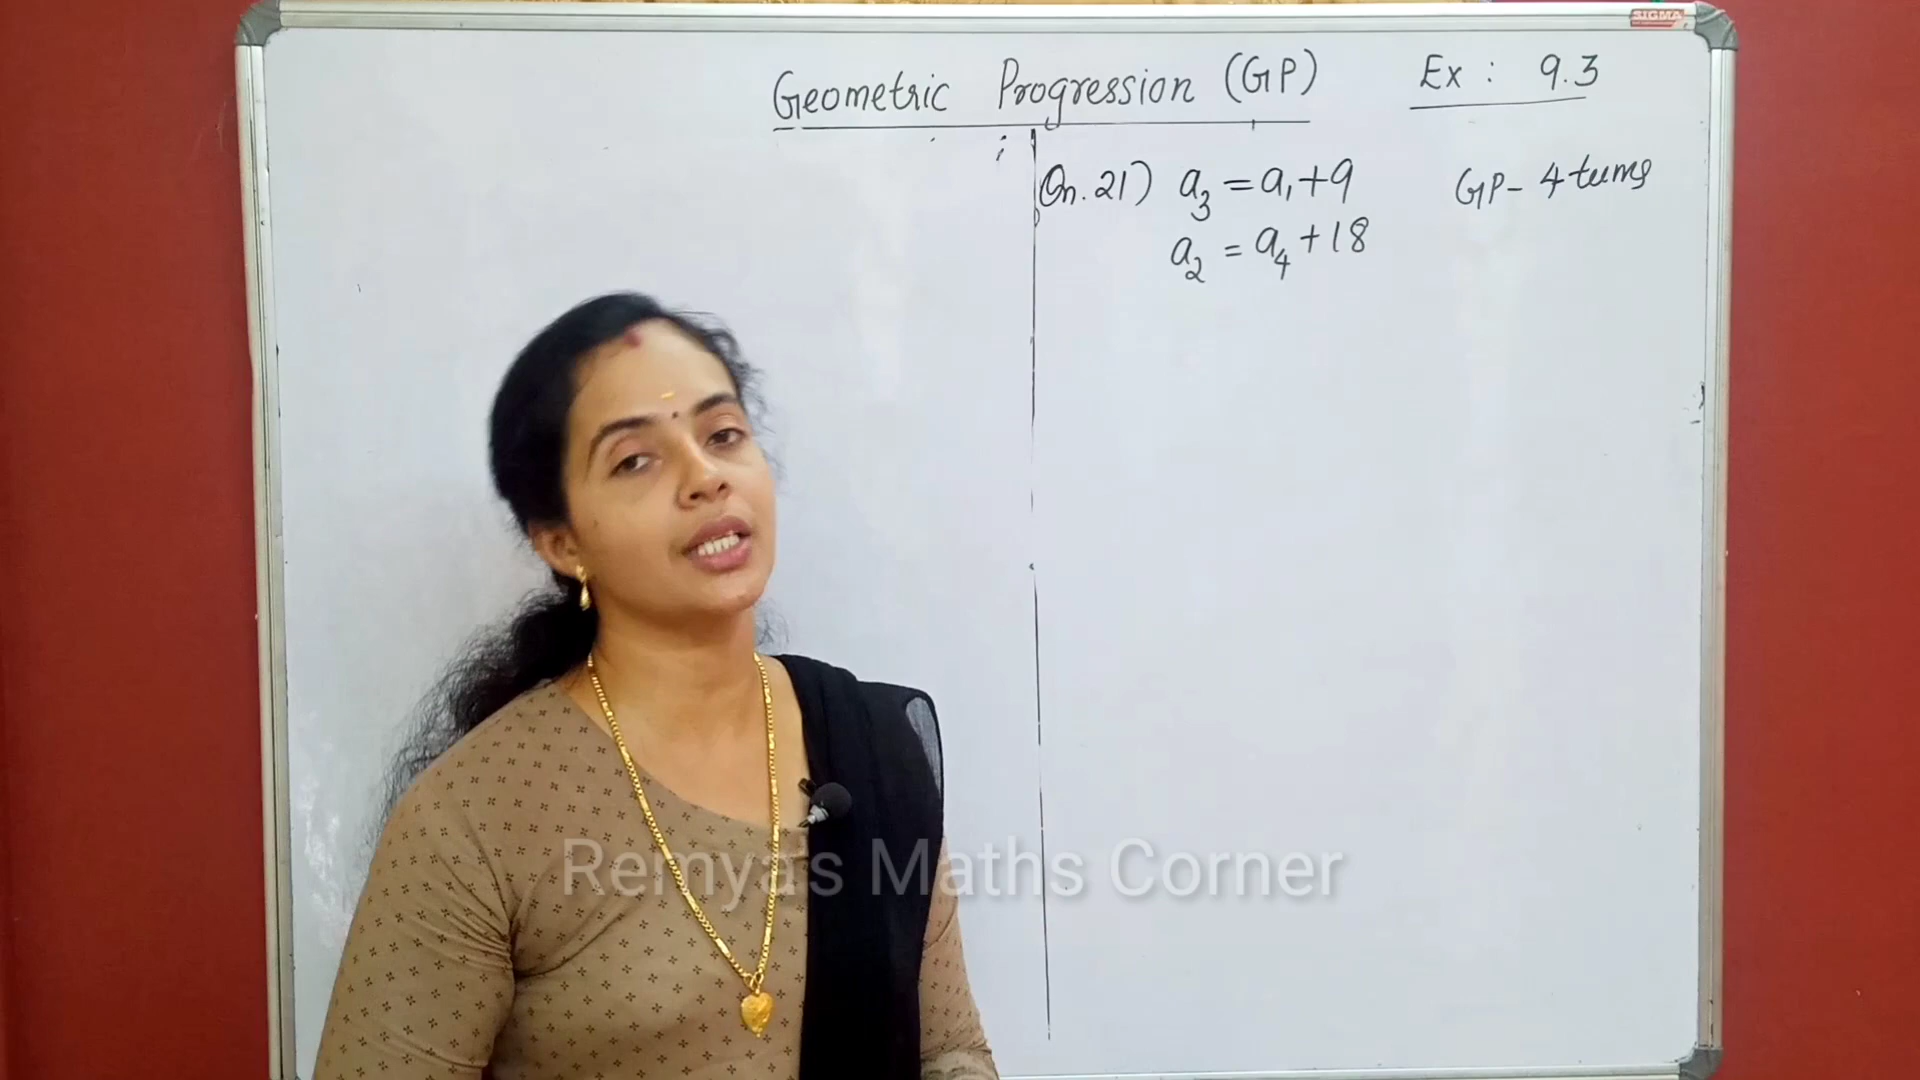 SIGMA
Geometric Progression (GP) Ex : 9.3
Qn. 21) a₃ = a₁ + 9 GP - 4 terms
a₂ = a₄ + 18
Remya's Maths Corner